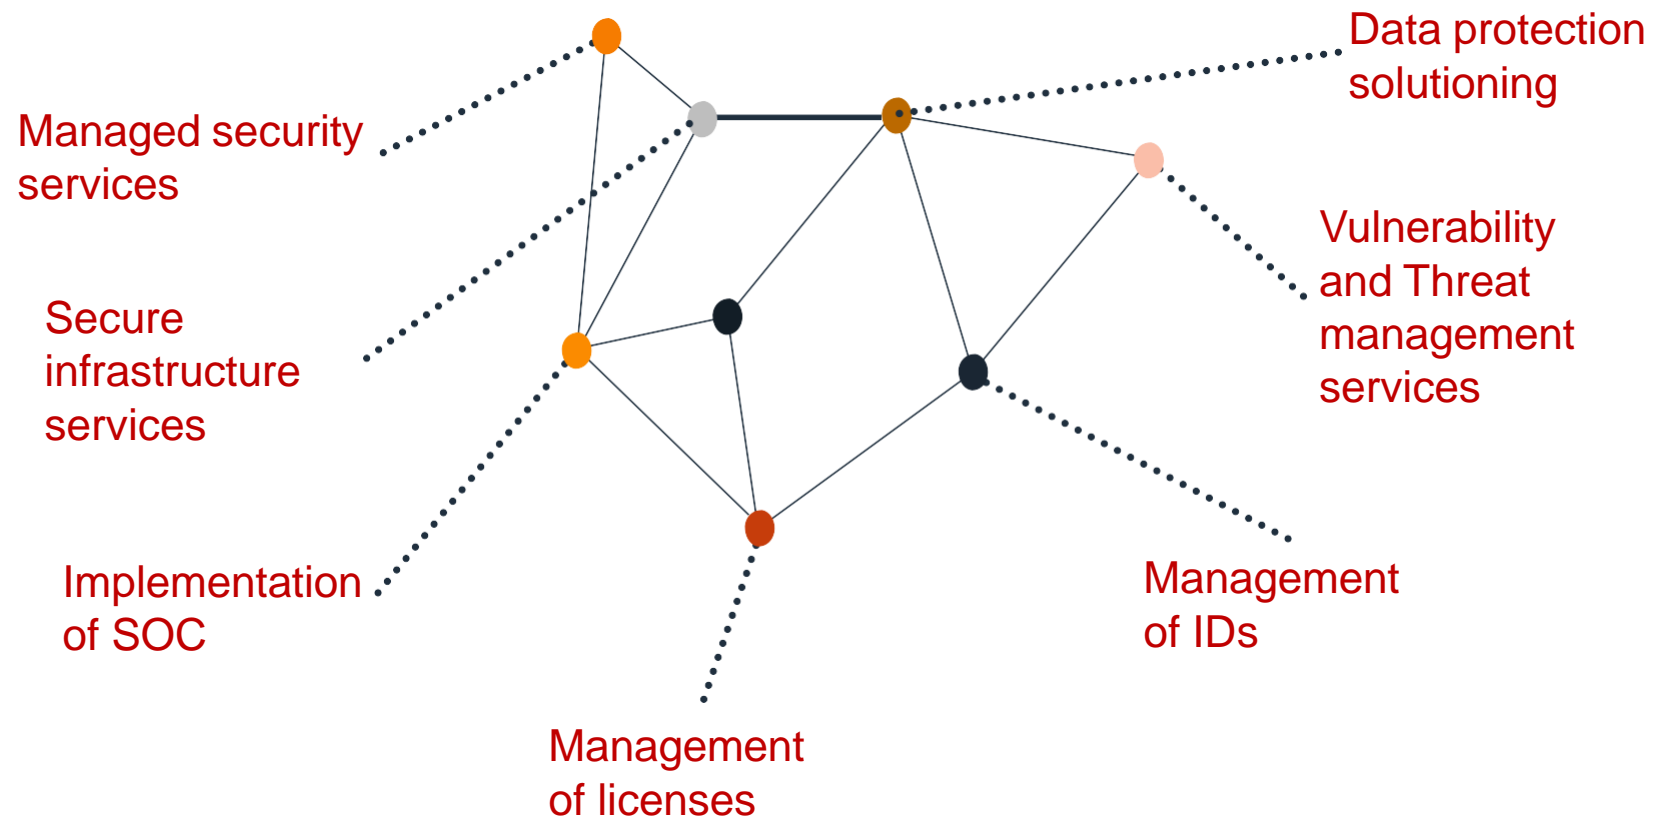 Data protection
solutioning
Managed security
services
Vulnerability
and Threat
management
services
Secure
infrastructure
services
Implementation
of SOC
Management
of IDs
Management
of licenses